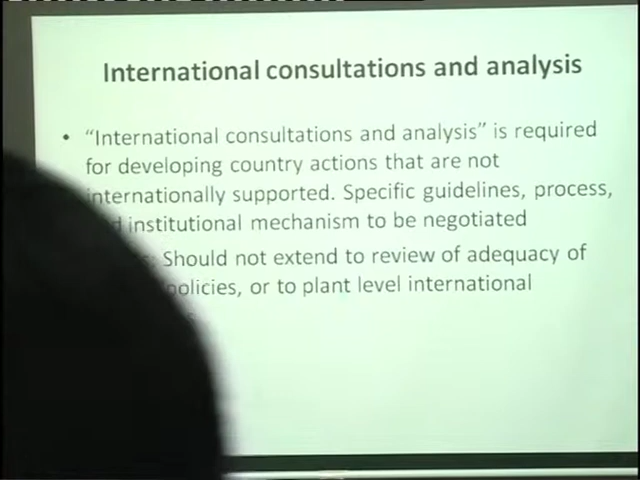 International consultations and analysis
• “International consultations and analysis” is required
for developing country actions that are not
internationally supported. Specific guidelines, process,
institutional mechanism to be negotiated
Should not extend to review of adequacy of
policies, or to plant level international